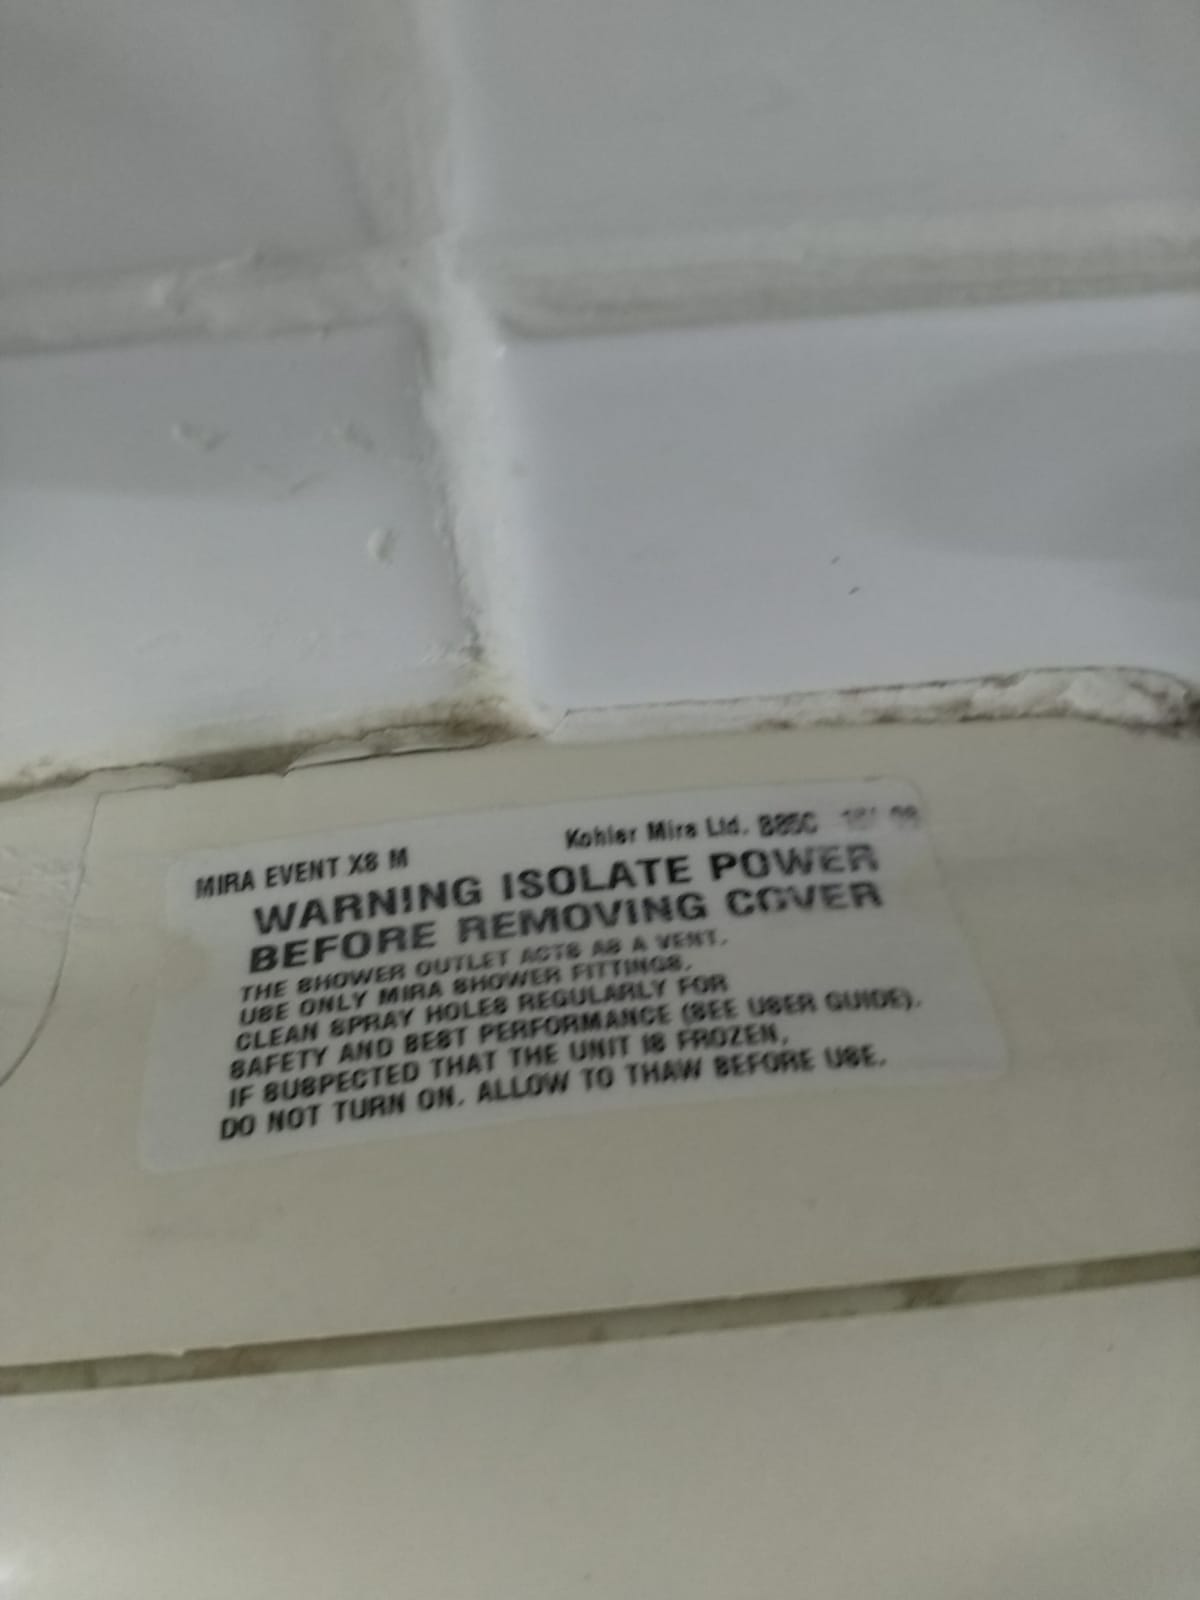 MIRA EVENT XS M Kohler Mira Ltd.
WARNING ISOLATE POWER
BEFORE REMOVING COVER
THE SHOWER OUTLET ACTS AS A VENT.
USE ONLY MIRA SHOWER FITTINGS.
CLEAN SPRAY HOLES REGULARLY FOR
SAFETY AND BEST PERFORMANCE (SEE USER GUIDE).
IF SUSPECTED THAT THE UNIT IS FROZEN,
DO NOT TURN ON. ALLOW TO THAW BEFORE USE.